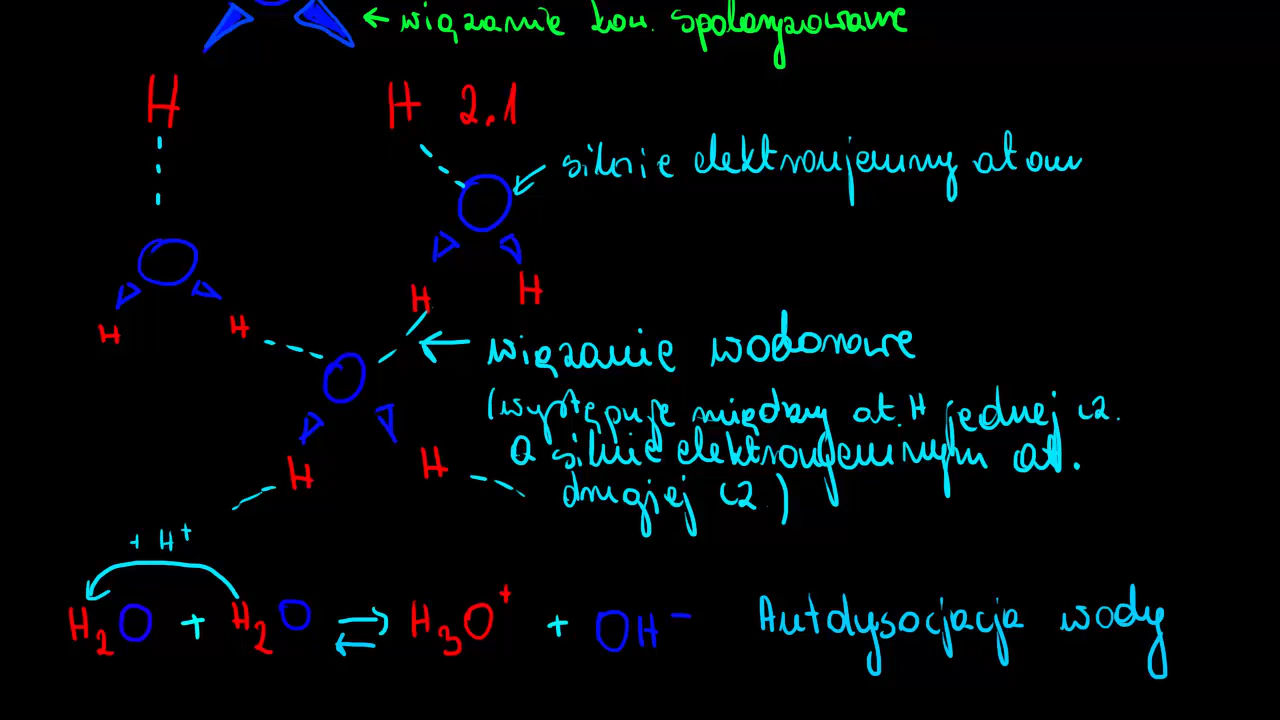 ← wiązanie kow. spolaryzowane
H H 2.1
silnie elektroujemny atom
H H
H H
wiązanie wodorowe
(występuje między at. H jednej cz.
a silnie elektroujemnym at.
drugiej cz.)
H H
+ H⁺
H₂O + H₂O ⇌ H₃O⁺ + OH⁻ Autdysocjacja wody